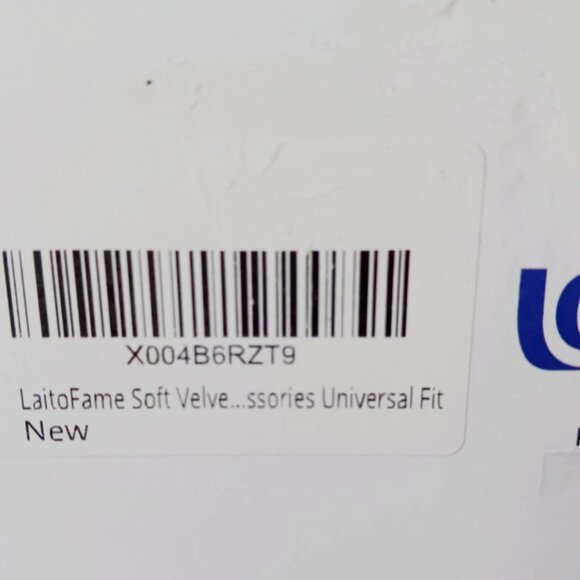 X004B6RZT9
LaitoFame Soft Velve...ssories Universal Fit
New